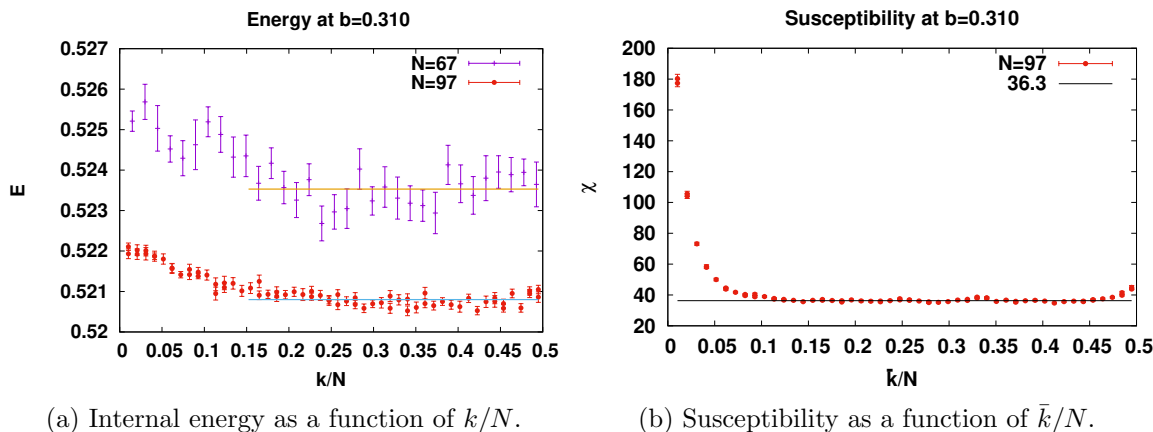 Energy at b=0.310
0.527
0.526
0.525
0.524
0.523
0.522
0.521
0.52
E
N=67
N=97
0 0.05 0.1 0.15 0.2 0.25 0.3 0.35 0.4 0.45 0.5
k/N
(a) Internal energy as a function of k/N.
Susceptibility at b=0.310
200
180
160
140
120
100
80
60
40
20
χ
N=97
36.3
0 0.05 0.1 0.15 0.2 0.25 0.3 0.35 0.4 0.45 0.5
k̄/N
(b) Susceptibility as a function of k̄/N.